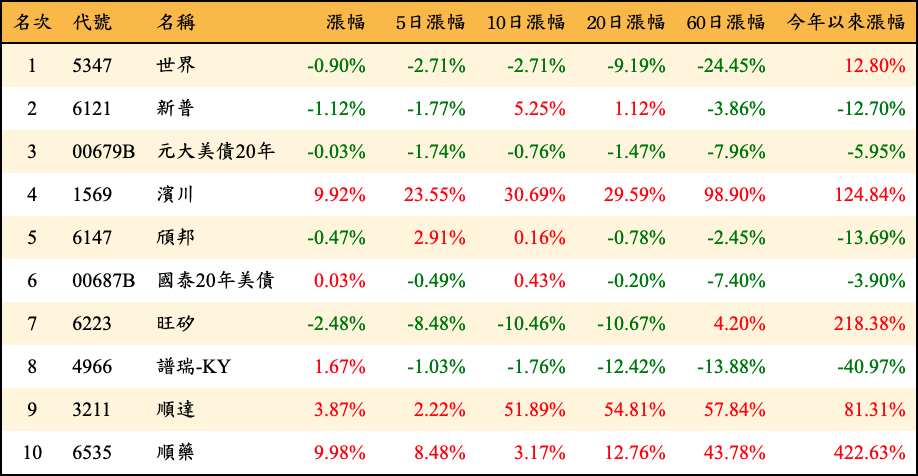 名次 代號 名稱 漲幅 5日漲幅 10日漲幅 20日漲幅 60日漲幅 今年以來漲幅
1 5347 世界 -0.90% -2.71% -2.71% -9.19% -24.45% 12.80%
2 6121 新普 -1.12% -1.77% 5.25% 1.12% -3.86% -12.70%
3 00679B 元大美債20年 -0.03% -1.74% -0.76% -1.47% -7.96% -5.95%
4 1569 濱川 9.92% 23.55% 30.69% 29.59% 98.90% 124.84%
5 6147 頎邦 -0.47% 2.91% 0.16% -0.78% -2.45% -13.69%
6 00687B 國泰20年美債 0.03% -0.49% 0.43% -0.20% -7.40% -3.90%
7 6223 旺矽 -2.48% -8.48% -10.46% -10.67% 4.20% 218.38%
8 4966 譜瑞-KY 1.67% -1.03% -1.76% -12.42% -13.88% -40.97%
9 3211 順達 3.87% 2.22% 51.89% 54.81% 57.84% 81.31%
10 6535 順藥 9.98% 8.48% 3.17% 12.76% 43.78% 422.63%